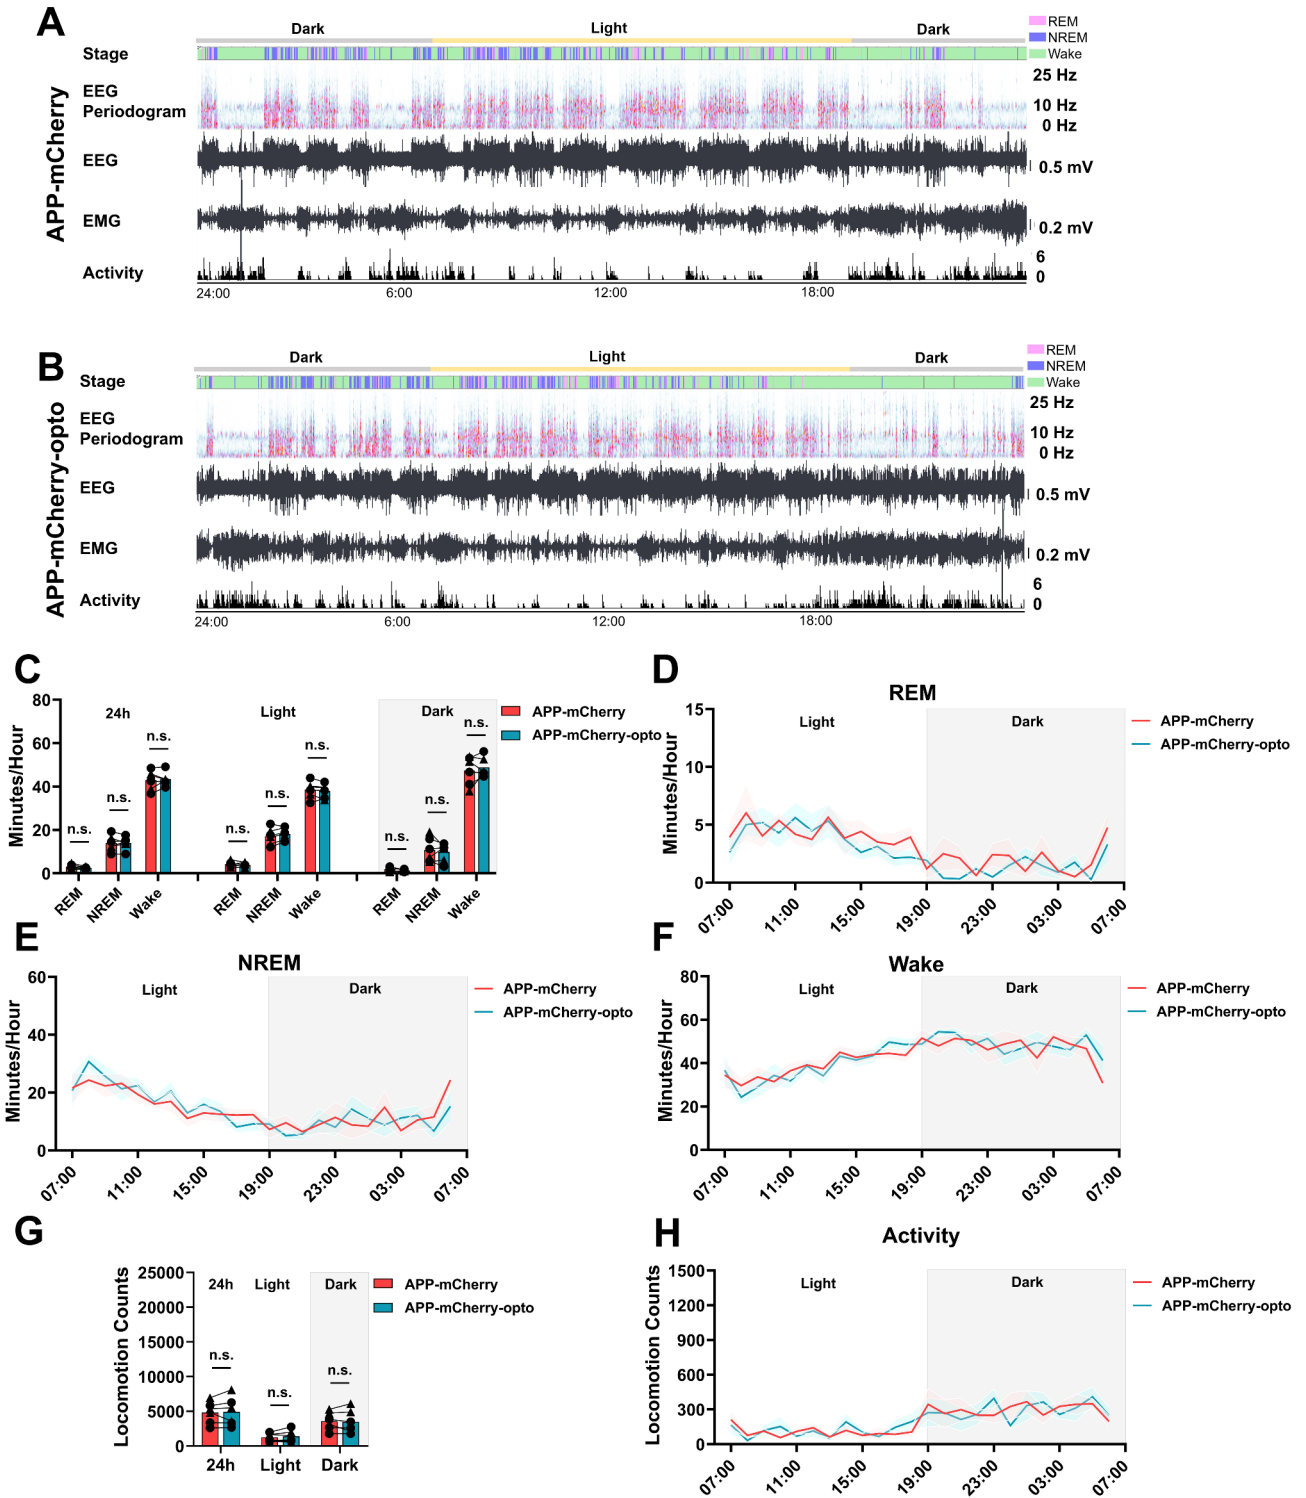 A
Dark
Light
Dark
REM
NREM
Wake
Stage
APP-mCherry
EEG
Periodogram
25 Hz
10 Hz
0 Hz
EEG
0.5 mV
EMG
0.2 mV
Activity
6
0
24:00
6:00
12:00
18:00
B
Dark
Light
Dark
REM
NREM
Wake
Stage
APP-mCherry-opto
EEG
Periodogram
25 Hz
10 Hz
0 Hz
EEG
0.5 mV
EMG
0.2 mV
Activity
6
0
24:00
6:00
12:00
18:00
C
Minutes/Hour
80
60
40
20
0
24h
Light
Dark
n.s.
n.s.
n.s.
n.s.
n.s.
n.s.
n.s.
n.s.
n.s.
REM
NREM
Wake
REM
NREM
Wake
REM
NREM
Wake
APP-mCherry
APP-mCherry-opto
D
REM
Minutes/Hour
15
10
5
0
Light
Dark
APP-mCherry
APP-mCherry-opto
07:00
11:00
15:00
19:00
23:00
03:00
07:00
E
NREM
Minutes/Hour
60
40
20
0
Light
Dark
APP-mCherry
APP-mCherry-opto
07:00
11:00
15:00
19:00
23:00
03:00
07:00
F
Wake
Minutes/Hour
80
60
40
20
0
Light
Dark
APP-mCherry
APP-mCherry-opto
07:00
11:00
15:00
19:00
23:00
03:00
07:00
G
Locomotion Counts
25000
20000
15000
10000
5000
0
24h
Light
Dark
n.s.
n.s.
n.s.
24h
Light
Dark
APP-mCherry
APP-mCherry-opto
H
Activity
Locomotion Counts
1500
1200
900
600
300
0
Light
Dark
APP-mCherry
APP-mCherry-opto
07:00
11:00
15:00
19:00
23:00
03:00
07:00